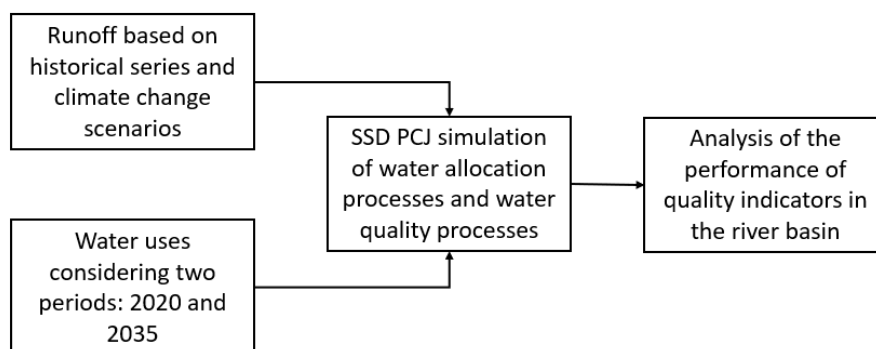 Runoff based on
historical series and
climate change
scenarios
Water uses
considering two
periods: 2020 and
2035
SSD PCJ simulation
of water allocation
processes and water
quality processes
Analysis of the
performance of
quality indicators in
the river basin